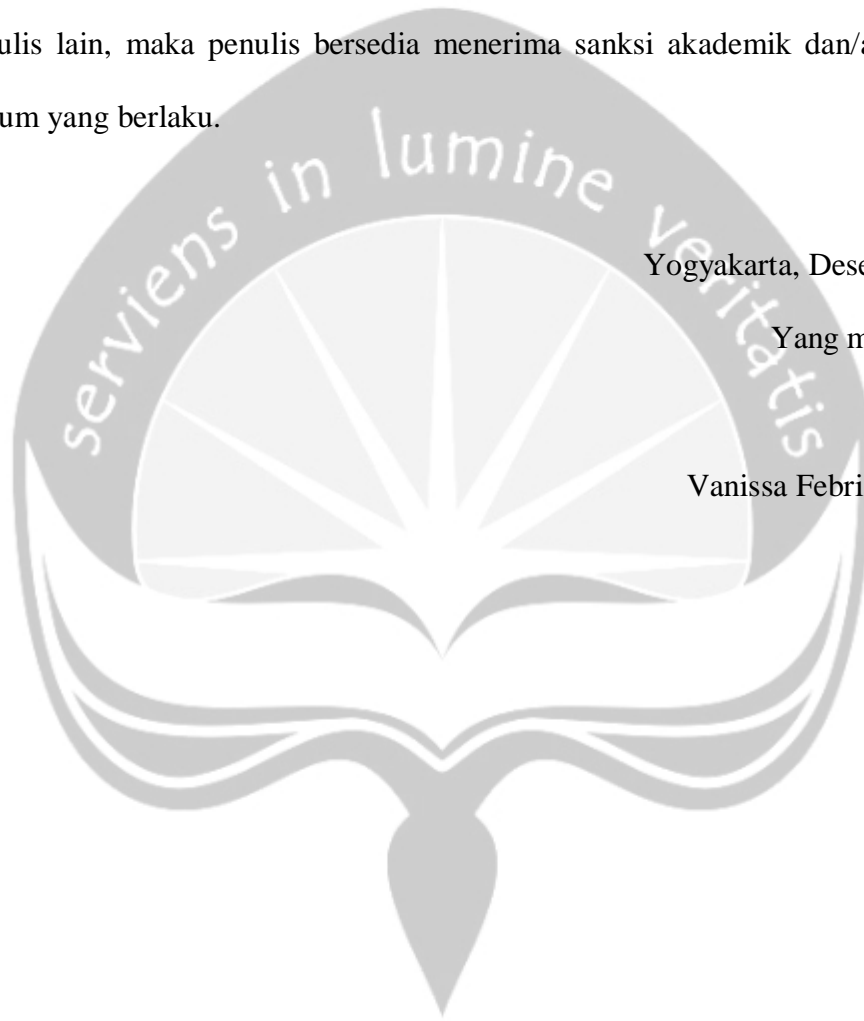 ulis lain, maka penulis bersedia menerima sanksi akademik dan/a
um yang berlaku.
serviens in lumine veritatis
Yogyakarta, Dese
Yang m
Vanissa Febri